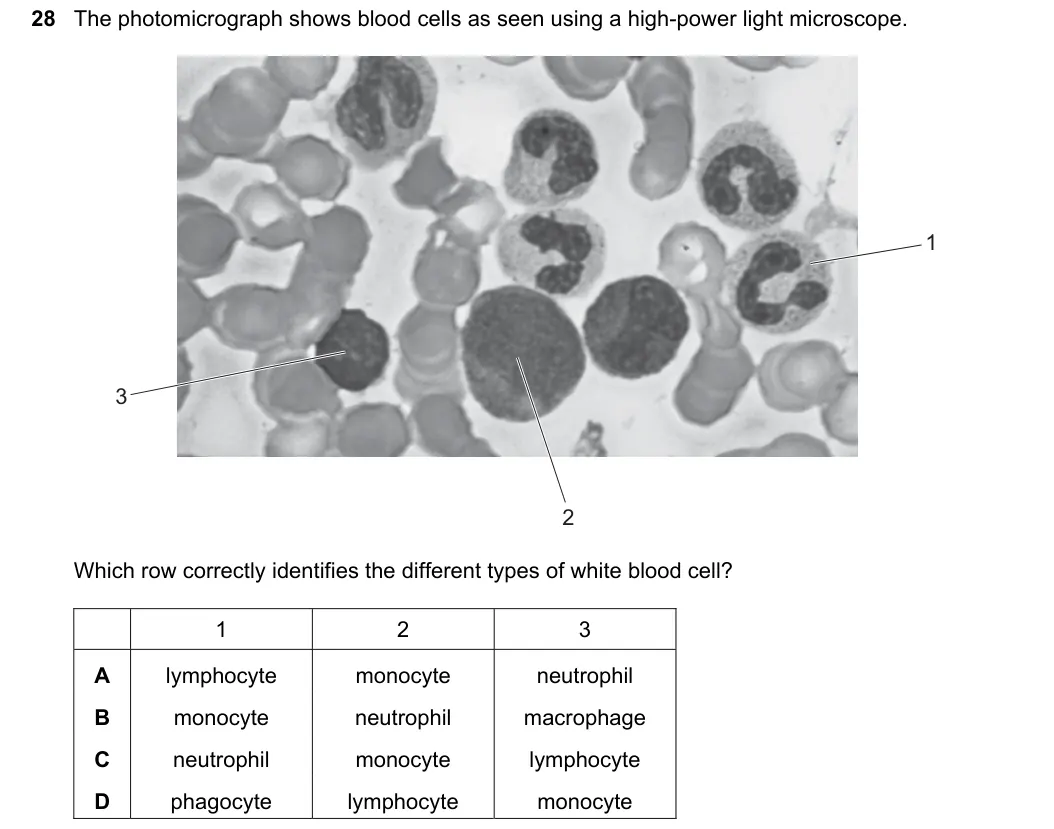 28 The photomicrograph shows blood cells as seen using a high-power light microscope.
1
3
2
Which row correctly identifies the different types of white blood cell?
1 2 3
A lymphocyte monocyte neutrophil
B monocyte neutrophil macrophage
C neutrophil monocyte lymphocyte
D phagocyte lymphocyte monocyte